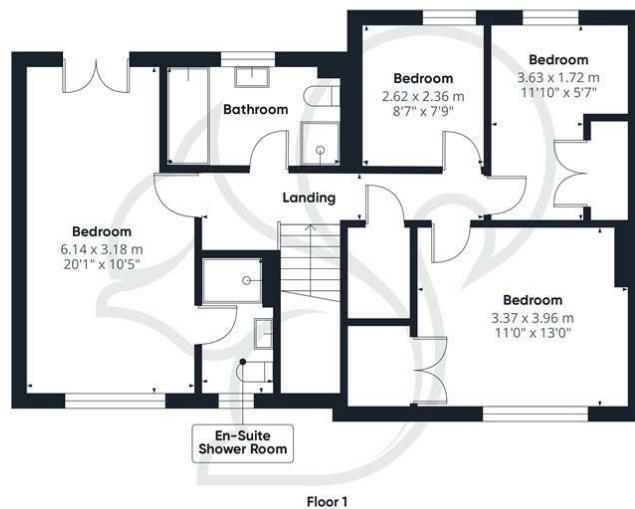 Bathroom
Bedroom
2.62 x 2.36 m
8'7" x 7'9"
Bedroom
3.63 x 1.72 m
11'10" x 5'7"
Landing
Bedroom
6.14 x 3.18 m
20'1" x 10'5"
Bedroom
3.37 x 3.96 m
11'0" x 13'0"
En-Suite
Shower Room
Floor 1